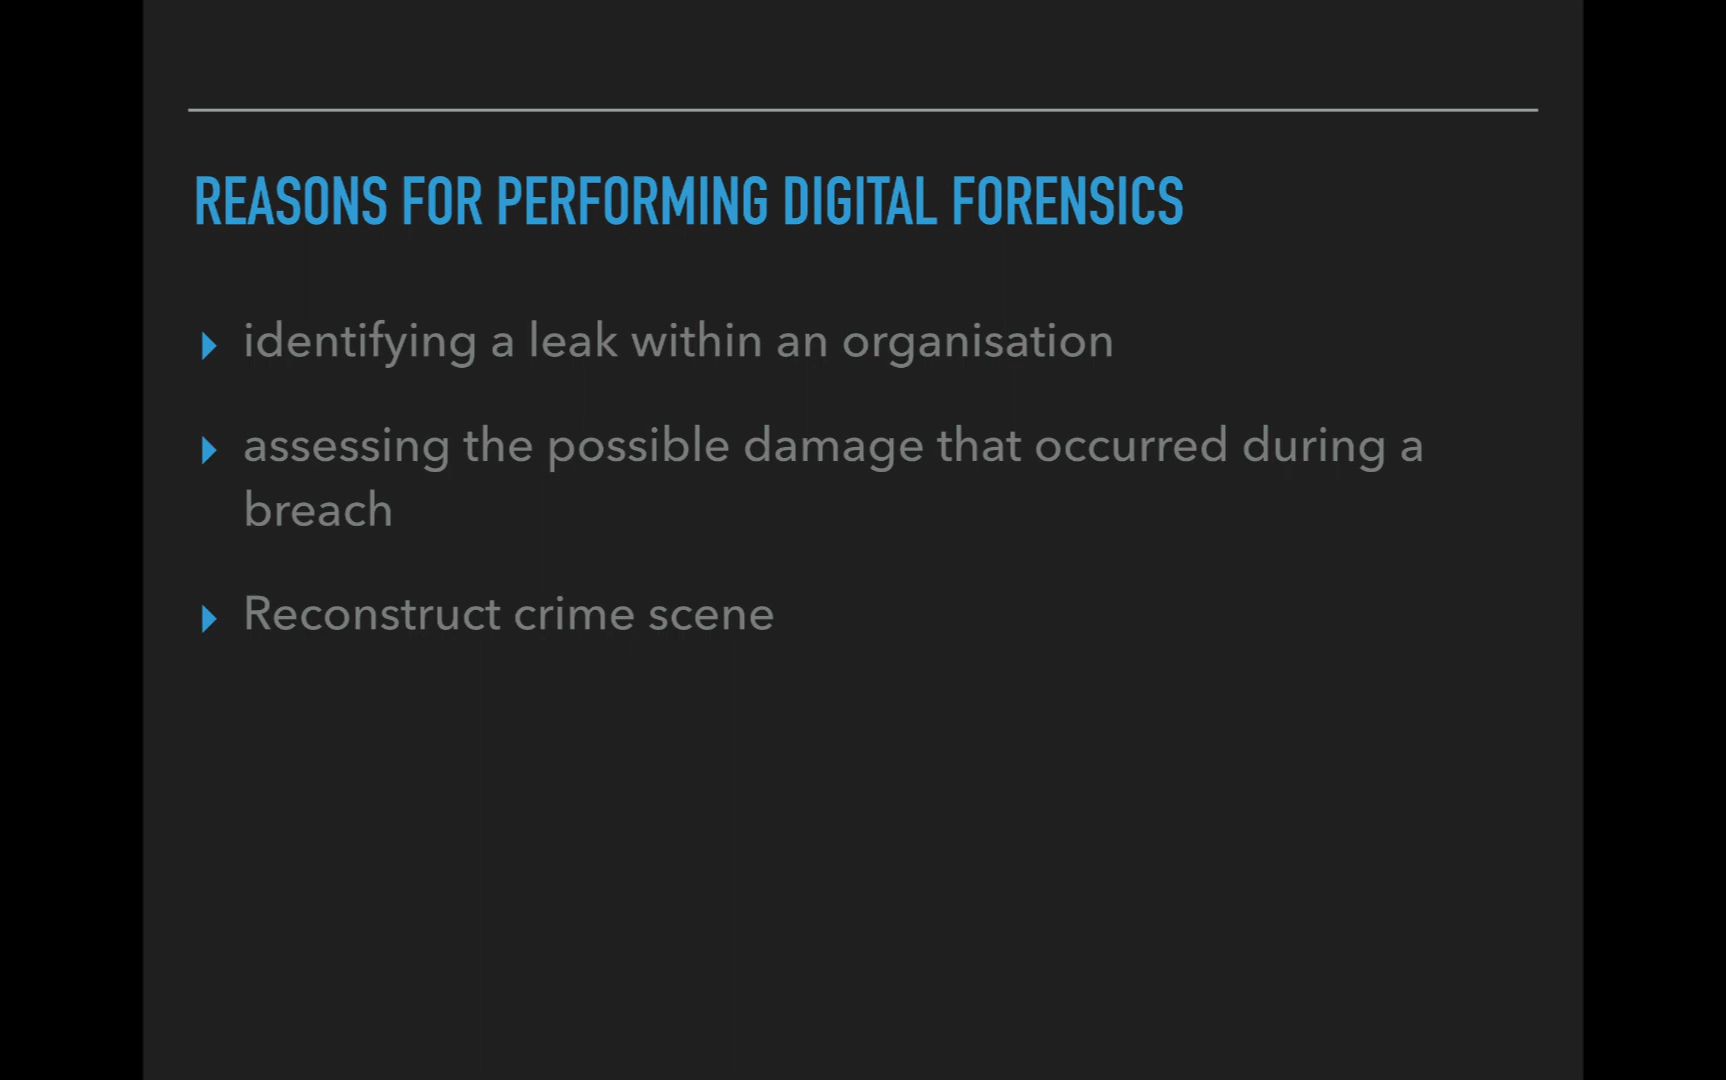 REASONS FOR PERFORMING DIGITAL FORENSICS
identifying a leak within an organisation
assessing the possible damage that occurred during a
breach
Reconstruct crime scene